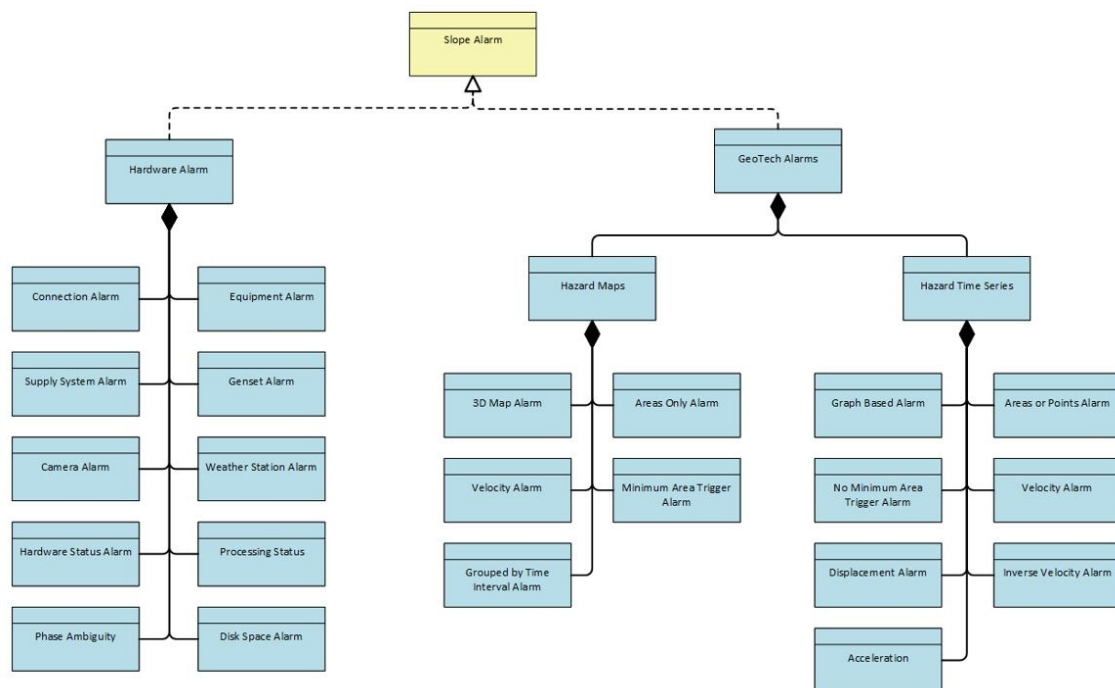 Slope Alarm
Hardware Alarm
GeoTech Alarms
Hazard Maps
Hazard Time Series
Connection Alarm
Equipment Alarm
Supply System Alarm
Genset Alarm
Camera Alarm
Weather Station Alarm
Hardware Status Alarm
Processing Status
Phase Ambiguity
Disk Space Alarm
3D Map Alarm
Areas Only Alarm
Velocity Alarm
Minimum Area Trigger
Alarm
Grouped by Time
Interval Alarm
Graph Based Alarm
Areas or Points Alarm
No Minimum Area
Trigger Alarm
Velocity Alarm
Displacement Alarm
Inverse Velocity Alarm
Acceleration